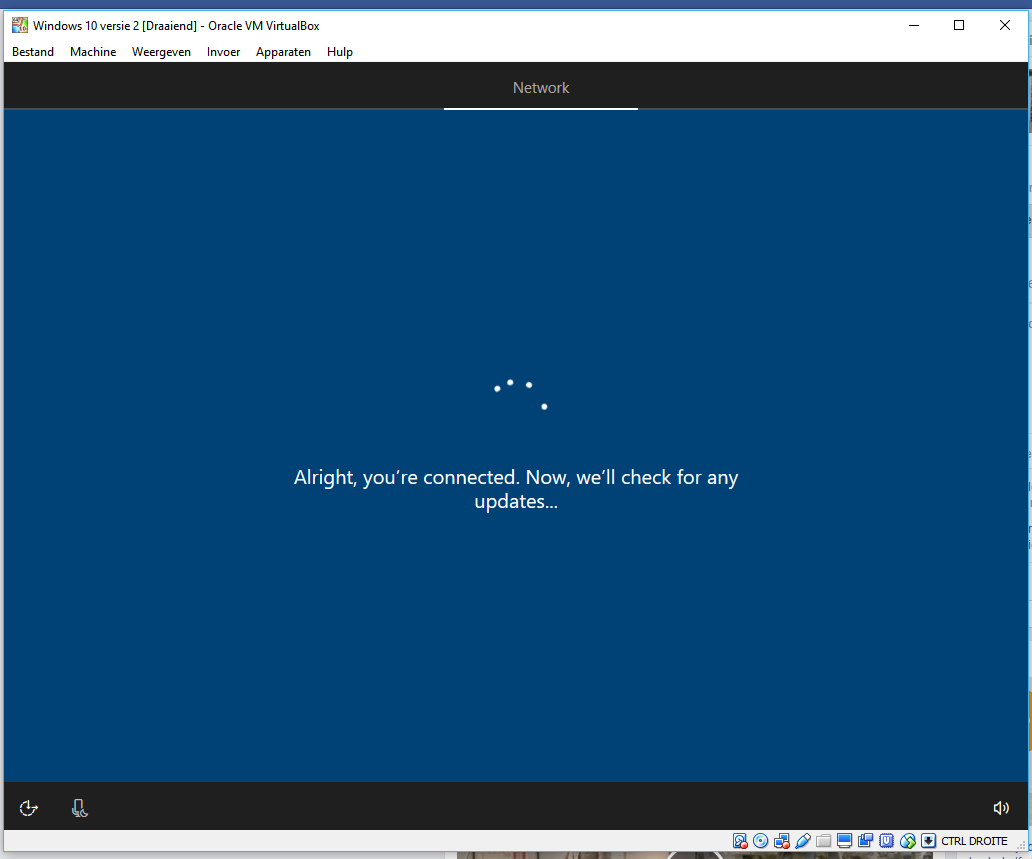 Windows 10 versie 2 [Draaiend] - Oracle VM VirtualBox
Bestand Machine Weergeven Invoer Apparaten Hulp
Network
Alright, you’re connected. Now, we’ll check for any
updates...
CTRL DROITE